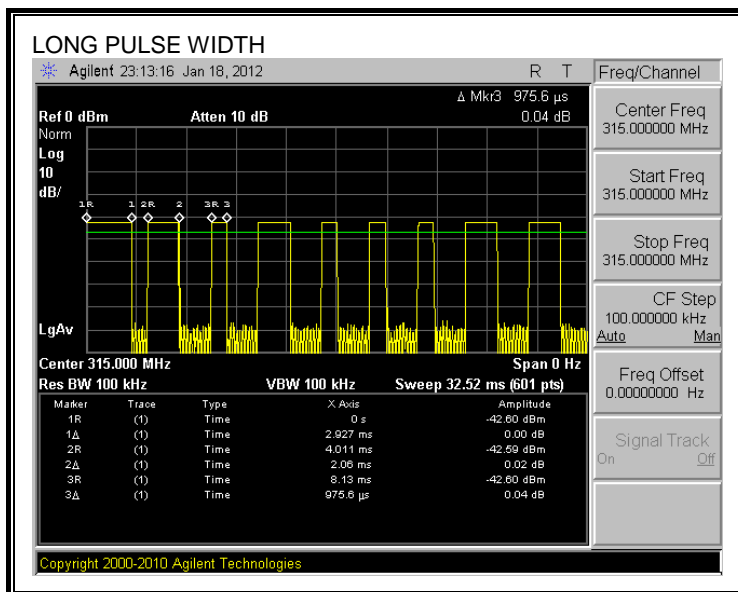 LONG PULSE WIDTH
Agilent 23:13:16 Jan 18, 2012 R T
Freq/Channel
Δ Mkr3 975.6 µs
Ref 0 dBm Atten 10 dB 0.04 dB
Norm
Log
10
dB/
1R 1 2R 2 3R 3
LgAv
Center 315.000 MHz Span 0 Hz
Res BW 100 kHz VBW 100 kHz Sweep 32.52 ms (601 pts)
Marker Trace Type X Axis Amplitude
1R (1) Time 0 s -42.60 dBm
1Δ (1) Time 2.927 ms 0.00 dB
2R (1) Time 4.011 ms -42.59 dBm
2Δ (1) Time 2.06 ms 0.02 dB
3R (1) Time 8.13 ms -42.60 dBm
3Δ (1) Time 975.6 µs 0.04 dB
Center Freq
315.000000 MHz
Start Freq
315.000000 MHz
Stop Freq
315.000000 MHz
CF Step
100.000000 kHz
Auto Man
Freq Offset
0.00000000 Hz
Signal Track
On Off
Copyright 2000-2010 Agilent Technologies